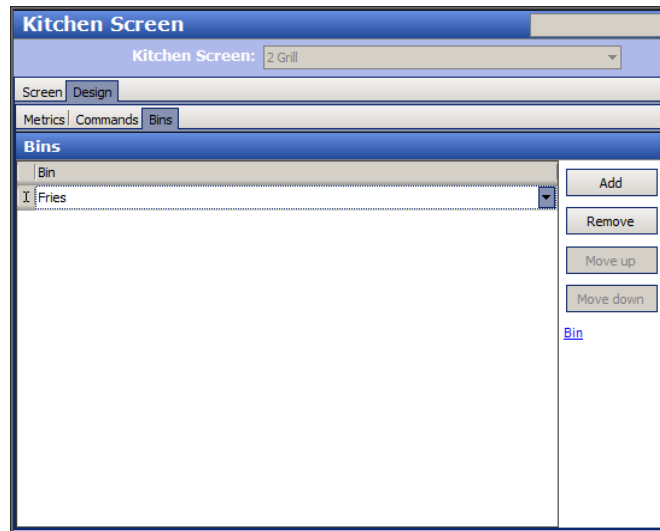 Kitchen Screen
Kitchen Screen: 2 Grill
Screen Design
Metrics Commands Bins
Bins
Bin
Fries
Add
Remove
Move up
Move down
Bin